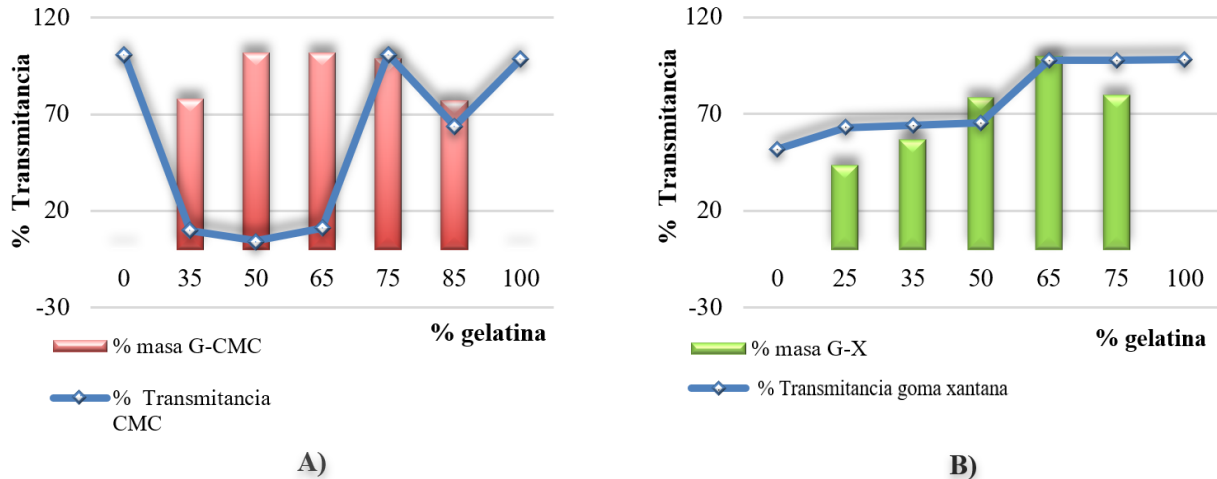 120
70
20
-30
% Transmitancia
0 35 50 65 75 85 100
% gelatina
% masa G-CMC
% Transmitancia
CMC
A)
120
70
20
-30
% Transmitancia
0 25 35 50 65 75 100
% gelatina
% masa G-X
% Transmitancia goma xantana
B)